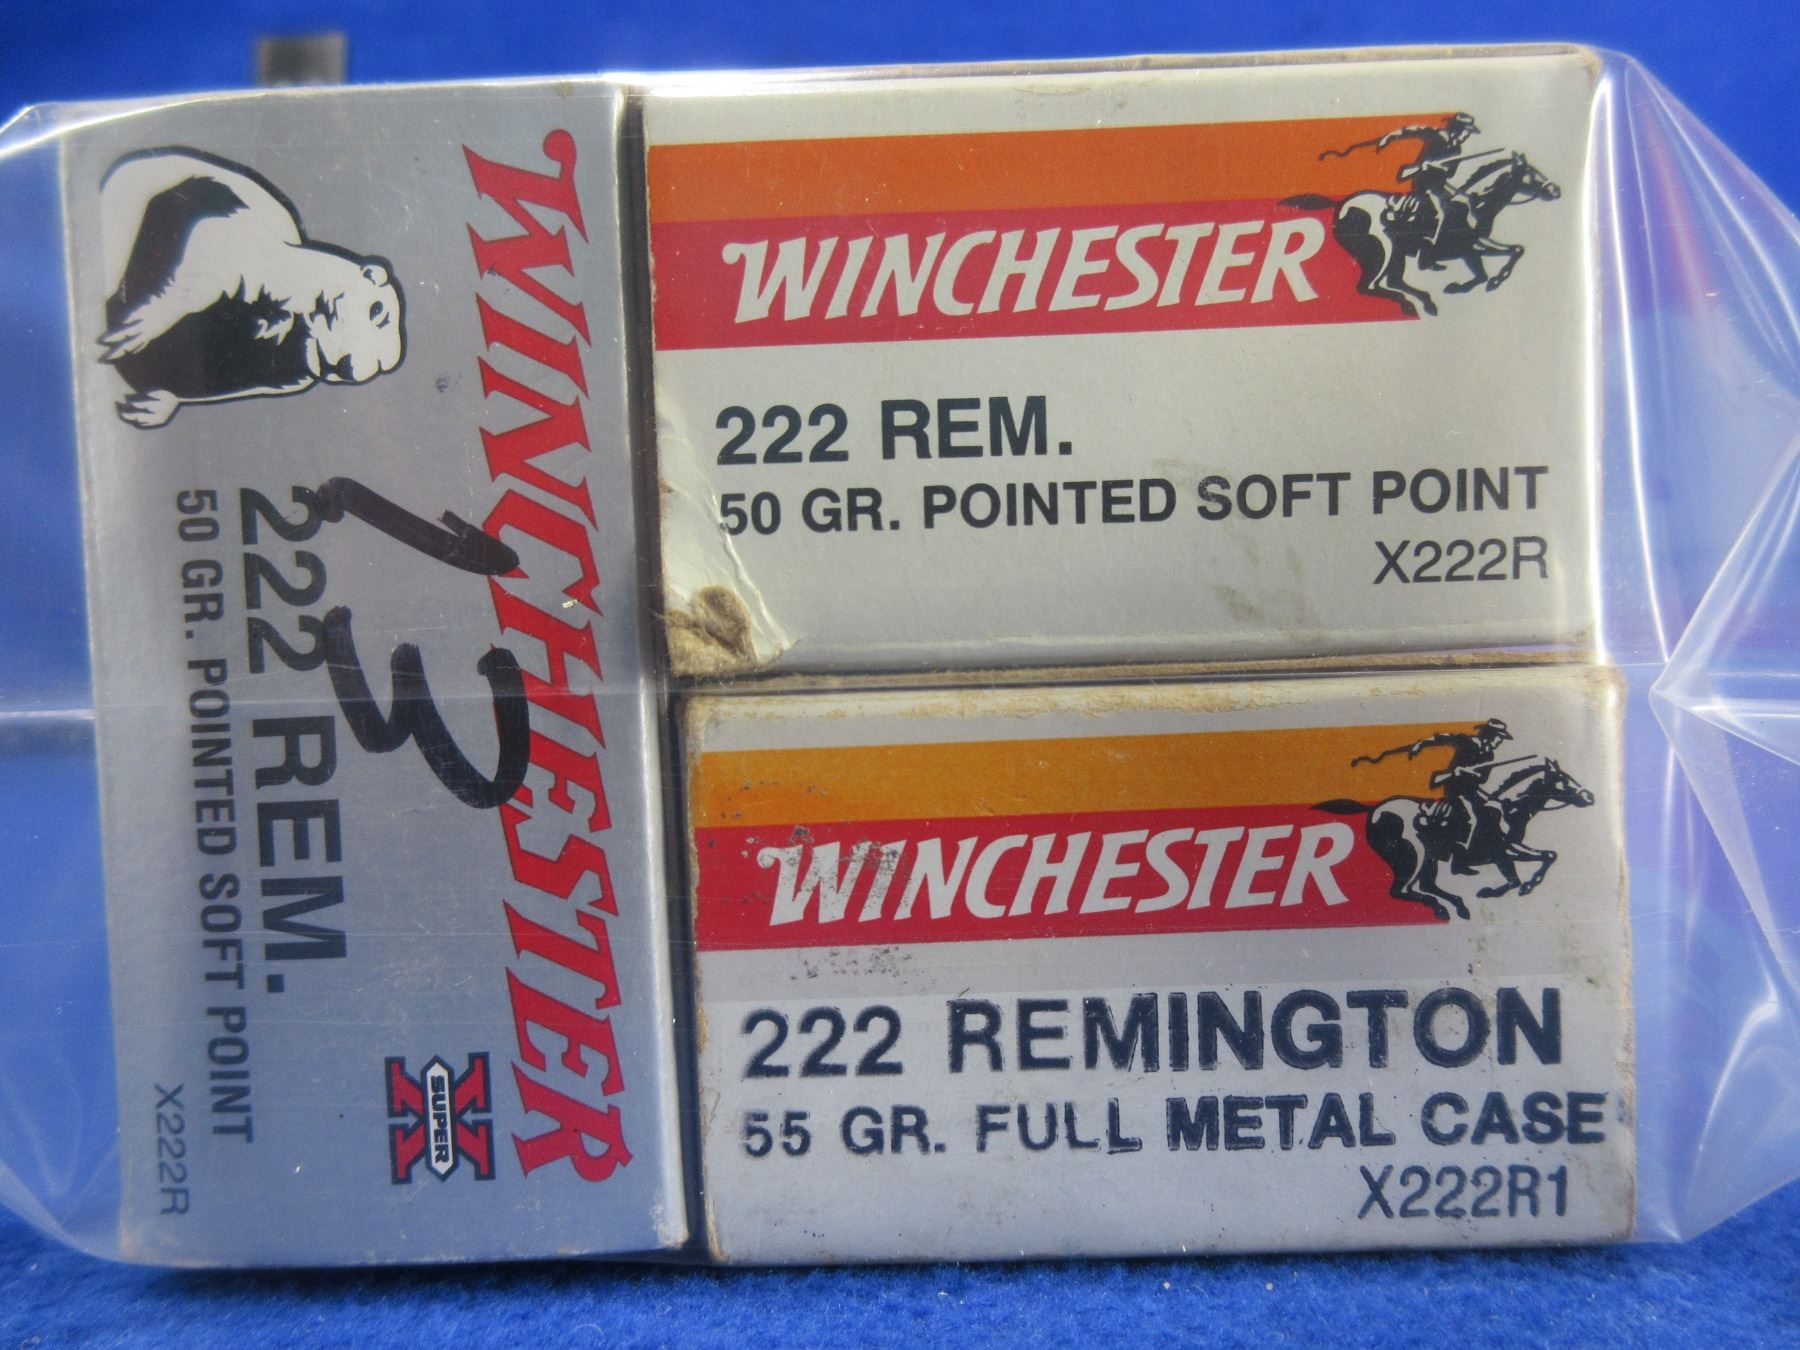 WINCHESTER
13
222 REM.
50 GR. POINTED SOFT POINT
X222R
SUPER
X
WINCHESTER
222 REM.
50 GR. POINTED SOFT POINT
X222R
WINCHESTER
222 REMINGTON
55 GR. FULL METAL CASE
X222R1